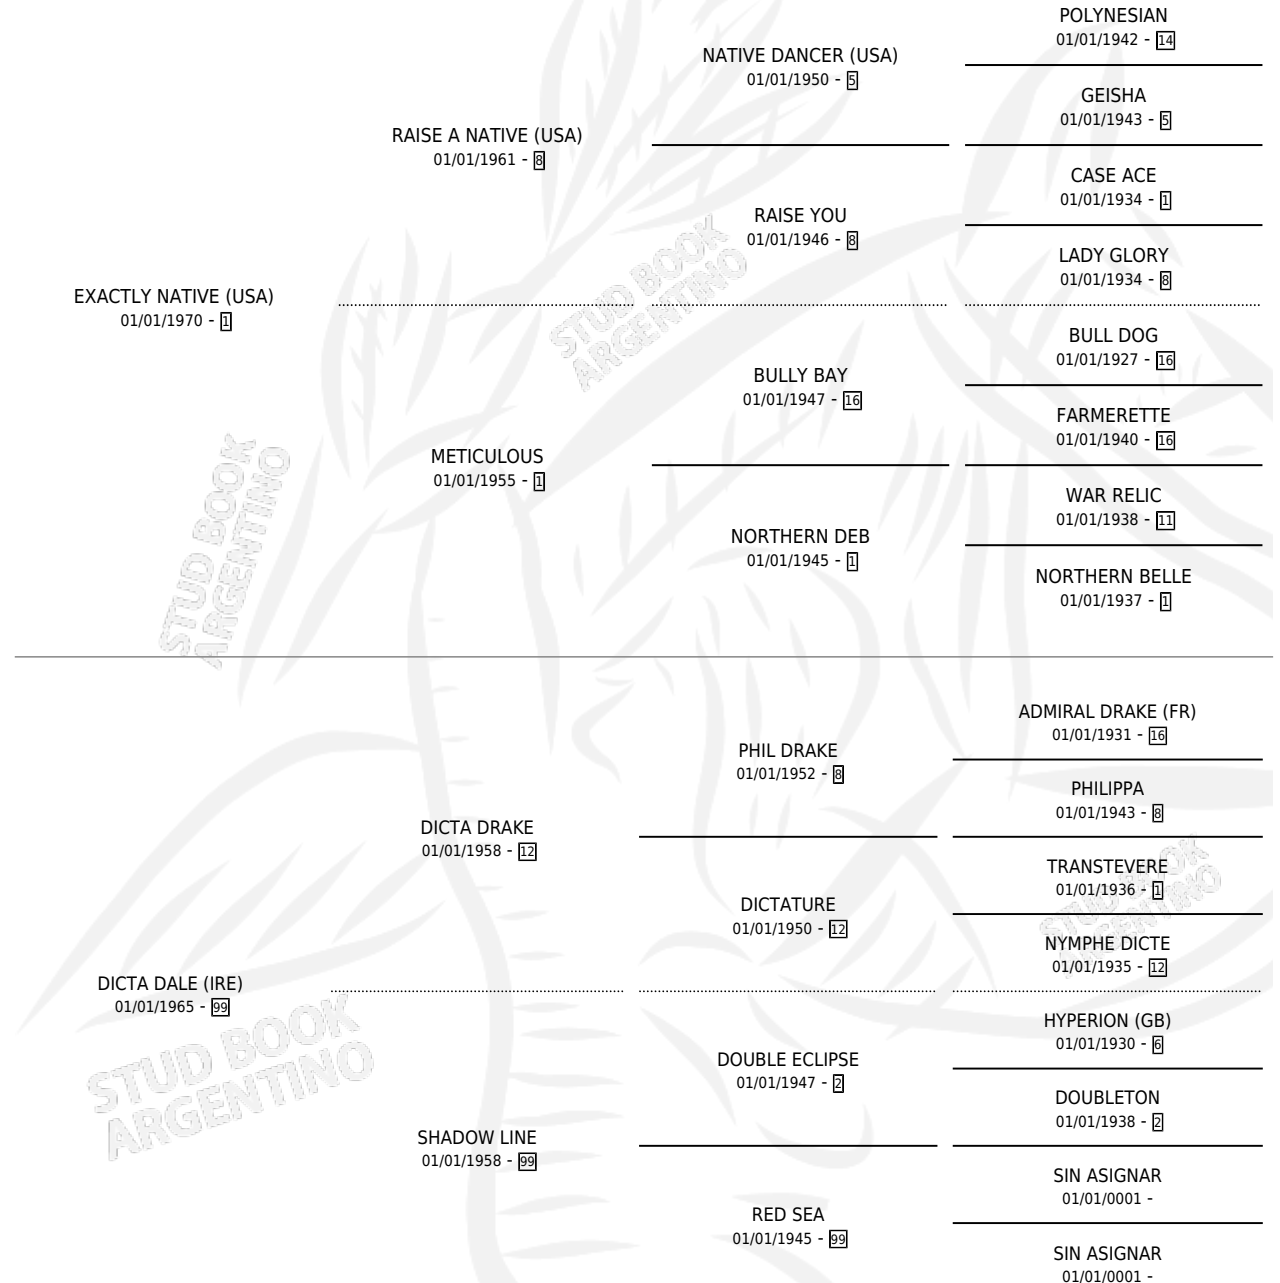 POLYNESIAN
01/01/1942 - 14
NATIVE DANCER (USA)
01/01/1950 - 5
GEISHA
01/01/1943 - 5
RAISE A NATIVE (USA)
01/01/1961 - 8
CASE ACE
01/01/1934 - 1
RAISE YOU
01/01/1946 - 8
LADY GLORY
01/01/1934 - 8
EXACTLY NATIVE (USA)
01/01/1970 - 1
BULL DOG
01/01/1927 - 16
BULLY BAY
01/01/1947 - 16
FARMERETTE
01/01/1940 - 16
METICULOUS
01/01/1955 - 1
WAR RELIC
01/01/1938 - 11
NORTHERN DEB
01/01/1945 - 1
NORTHERN BELLE
01/01/1937 - 1
ADMIRAL DRAKE (FR)
01/01/1931 - 16
PHIL DRAKE
01/01/1952 - 8
PHILIPPA
01/01/1943 - 8
DICTA DRAKE
01/01/1958 - 12
TRANSTEVERE
01/01/1936 - 1
DICTATURE
01/01/1950 - 12
NYMPHE DICTE
01/01/1935 - 12
DICTA DALE (IRE)
01/01/1965 - 99
HYPERION (GB)
01/01/1930 - 6
DOUBLE ECLIPSE
01/01/1947 - 2
DOUBLETON
01/01/1938 - 2
SHADOW LINE
01/01/1958 - 99
SIN ASIGNAR
01/01/0001 -
RED SEA
01/01/1945 - 99
SIN ASIGNAR
01/01/0001 -
STUD BOOK
ARGENTINO
STUD BOOK
ARGENTINO
STUD BOOK
ARGENTINO
STUD BOOK
ARGENTINO